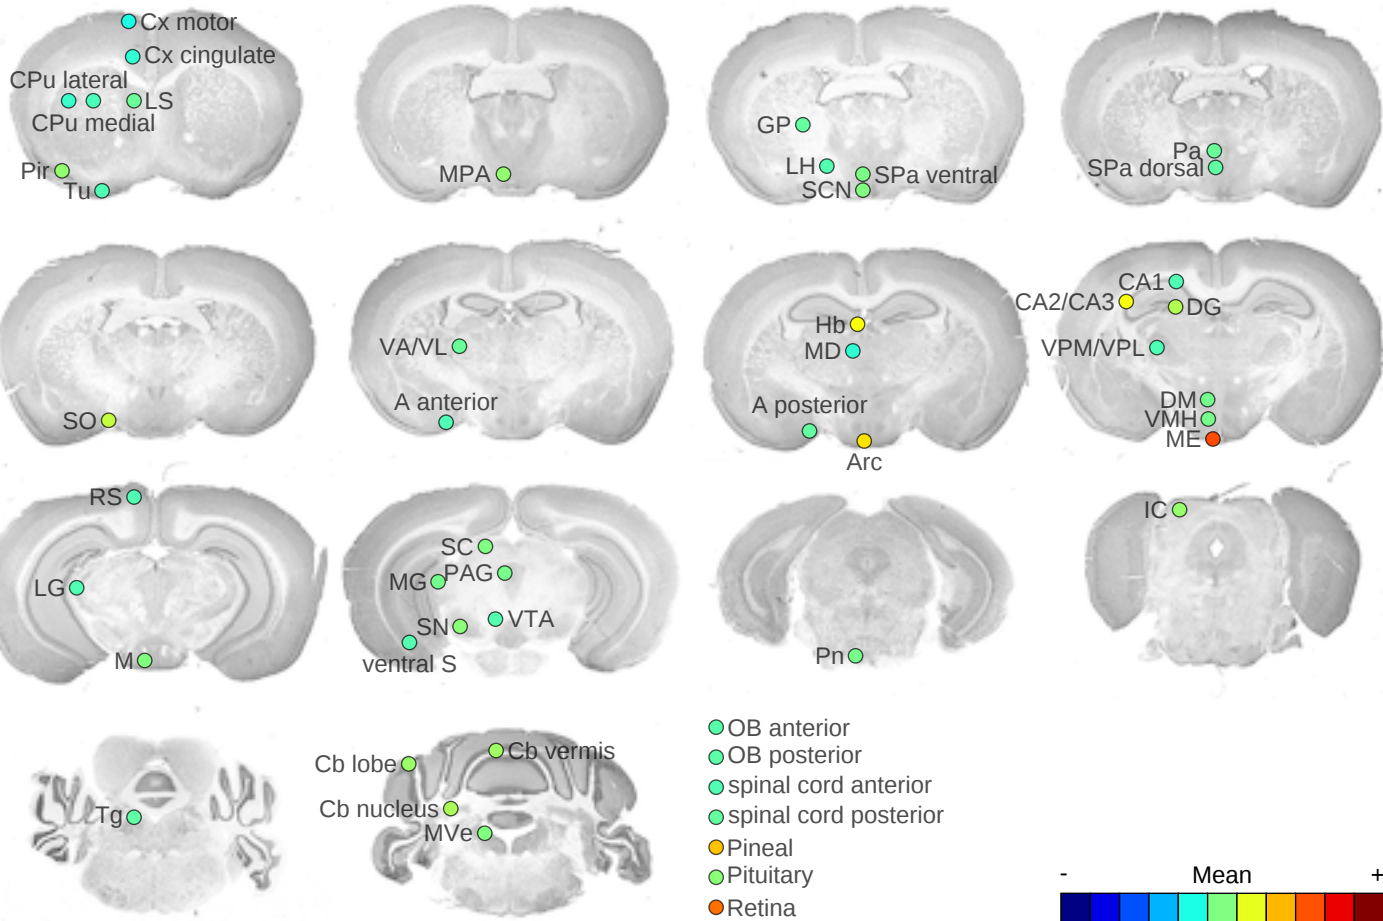 Cx motor
Cx cingulate
CPu lateral
LS
CPu medial
Pir
Tu
MPA
GP
LH
SPa ventral
SCN
Pa
SPa dorsal
SO
VA/VL
A anterior
Hb
MD
A posterior
Arc
CA1
CA2/CA3
DG
VPM/VPL
DM
VMH
ME
RS
LG
M
SC
MG
PAG
SN
VTA
ventral S
Pn
IC
Tg
Cb lobe
Cb vermis
Cb nucleus
MVe
OB anterior
OB posterior
spinal cord anterior
spinal cord posterior
Pineal
Pituitary
Retina
- Mean +